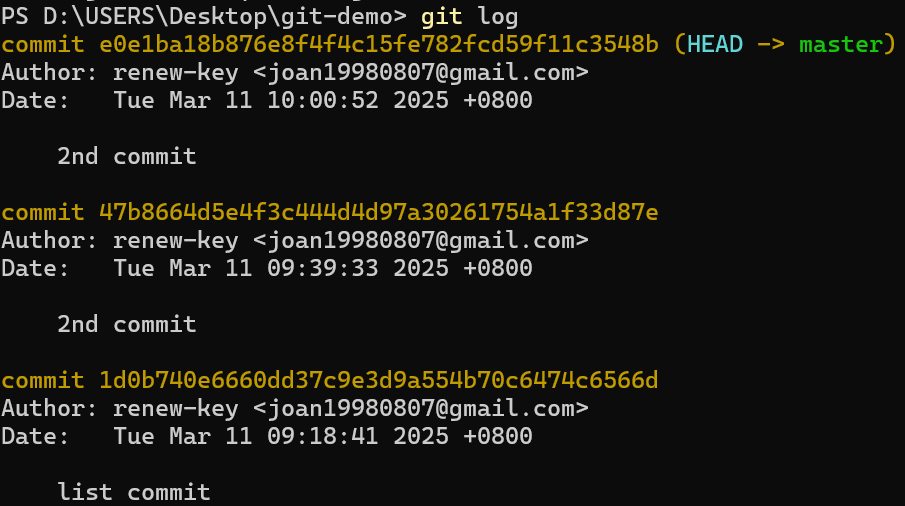 PS D:\USERS\Desktop\git-demo> git log
commit e0e1ba18b876e8f4f4c15fe782fcd59f11c3548b (HEAD -> master)
Author: renew-key <joan19980807@gmail.com>
Date:   Tue Mar 11 10:00:52 2025 +0800
    2nd commit
commit 47b8664d5e4f3c444d4d97a30261754a1f33d87e
Author: renew-key <joan19980807@gmail.com>
Date:   Tue Mar 11 09:39:33 2025 +0800
    2nd commit
commit 1d0b740e6660dd37c9e3d9a554b70c6474c6566d
Author: renew-key <joan19980807@gmail.com>
Date:   Tue Mar 11 09:18:41 2025 +0800
    list commit